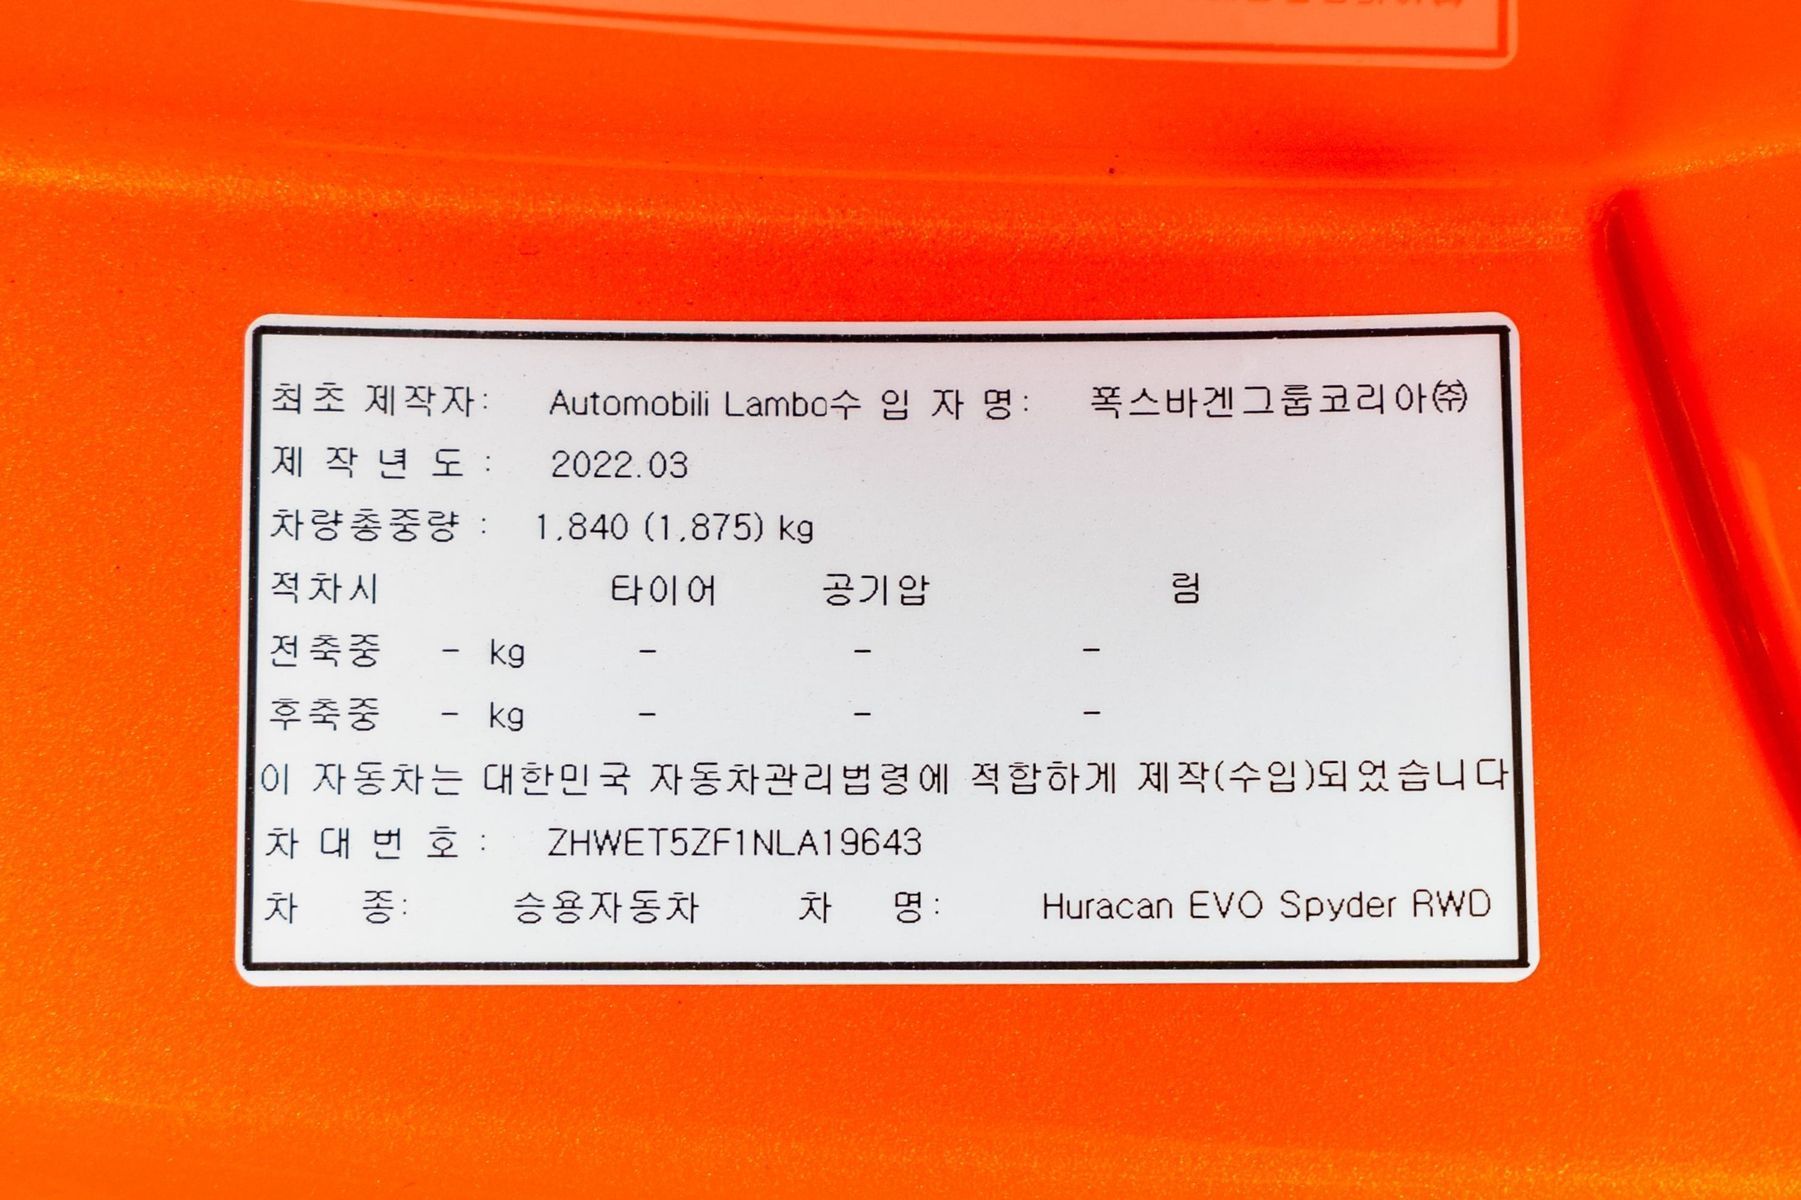 최초 제작자: Automobili Lambo수 입 자 명: 폭스바겐그룹코리아㈜
제 작 년 도 : 2022.03
차량총중량 : 1,840 (1,875) kg
적차시 타이어 공기압 림
전축중 - kg - - -
후축중 - kg - - -
이 자동차는 대한민국 자동차관리법령에 적합하게 제작(수입)되었습니다
차 대 번 호 : ZHWET5ZF1NLA19643
차 종: 승용자동차 차 명: Huracan EVO Spyder RWD